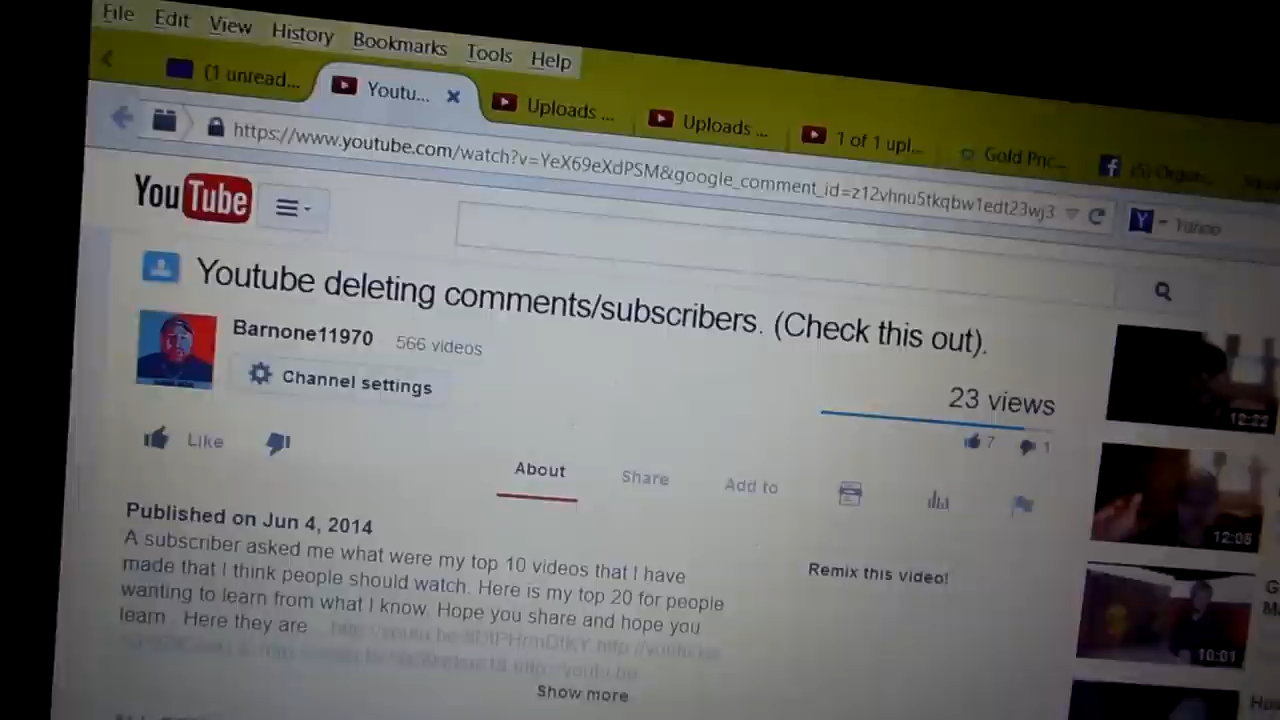 File Edit View History Bookmarks Tools Help
(1 unread... Youtu... Uploads ... Uploads ... 1 of 1 upl... Gold Pric...
https://www.youtube.com/watch?v=YeX69eXdPSM&google_comment_id=z12vhnu5tkqbw1edt23wj3 Y Yahoo
YouTube
Youtube deleting comments/subscribers. (Check this out).
Barnone11970 566 videos
Channel settings
23 views
Like 7 1
About Share Add to
Published on Jun 4, 2014
A subscriber asked me what were my top 10 videos that I have
made that I think people should watch. Here is my top 20 for people
wanting to learn from what I know. Hope you share and hope you
learn Here they are
Show more
Remix this video!
12:22
12:05
10:01